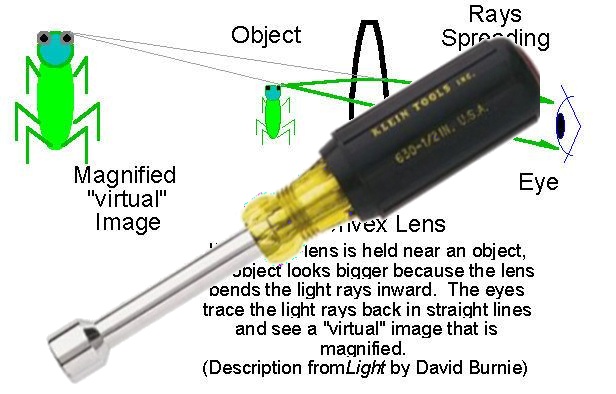 Rays
Object
Spreading
KLEIN TOOLS INC.
630-1/2 IN. U.S.A.
Magnified
"virtual"
Image
Eye
Lens
lens is held near an object,
object looks bigger because the lens
bends the light rays inward. The eyes
trace the light rays back in straight lines
and see a "virtual" image that is
magnified.
(Description from Light by David Burnie)